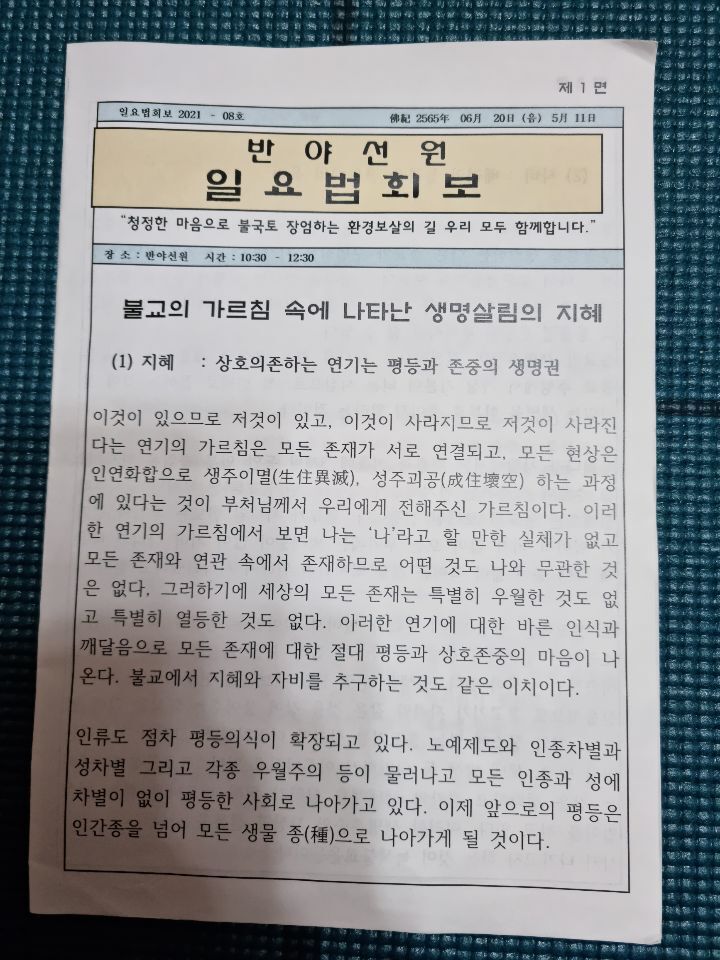 제 1 면
일요법회보 2021 - 08호 佛紀 2565年 06月 20日 (음) 5月 11日
반 야 선 원
일 요 법 회 보
"청정한 마음으로 불국토 장엄하는 환경보살의 길 우리 모두 함께합니다."
장 소 : 반야선원 시간 : 10:30 - 12:30
불교의 가르침 속에 나타난 생명살림의 지혜
(1) 지혜 : 상호의존하는 연기는 평등과 존중의 생명권
이것이 있으므로 저것이 있고, 이것이 사라지므로 저것이 사라진
다는 연기의 가르침은 모든 존재가 서로 연결되고, 모든 현상은
인연화합으로 생주이멸(生住異滅), 성주괴공(成住壞空) 하는 과정
에 있다는 것이 부처님께서 우리에게 전해주신 가르침이다. 이러
한 연기의 가르침에서 보면 나는 '나'라고 할 만한 실체가 없고
모든 존재와 연관 속에서 존재하므로 어떤 것도 나와 무관한 것
은 없다. 그러하기에 세상의 모든 존재는 특별히 우월한 것도 없
고 특별히 열등한 것도 없다. 이러한 연기에 대한 바른 인식과
깨달음으로 모든 존재에 대한 절대 평등과 상호존중의 마음이 나
온다. 불교에서 지혜와 자비를 추구하는 것도 같은 이치이다.
인류도 점차 평등의식이 확장되고 있다. 노예제도와 인종차별과
성차별 그리고 각종 우월주의 등이 물러나고 모든 인종과 성에
차별이 없이 평등한 사회로 나아가고 있다. 이제 앞으로의 평등은
인간종을 넘어 모든 생물 종(種)으로 나아가게 될 것이다.